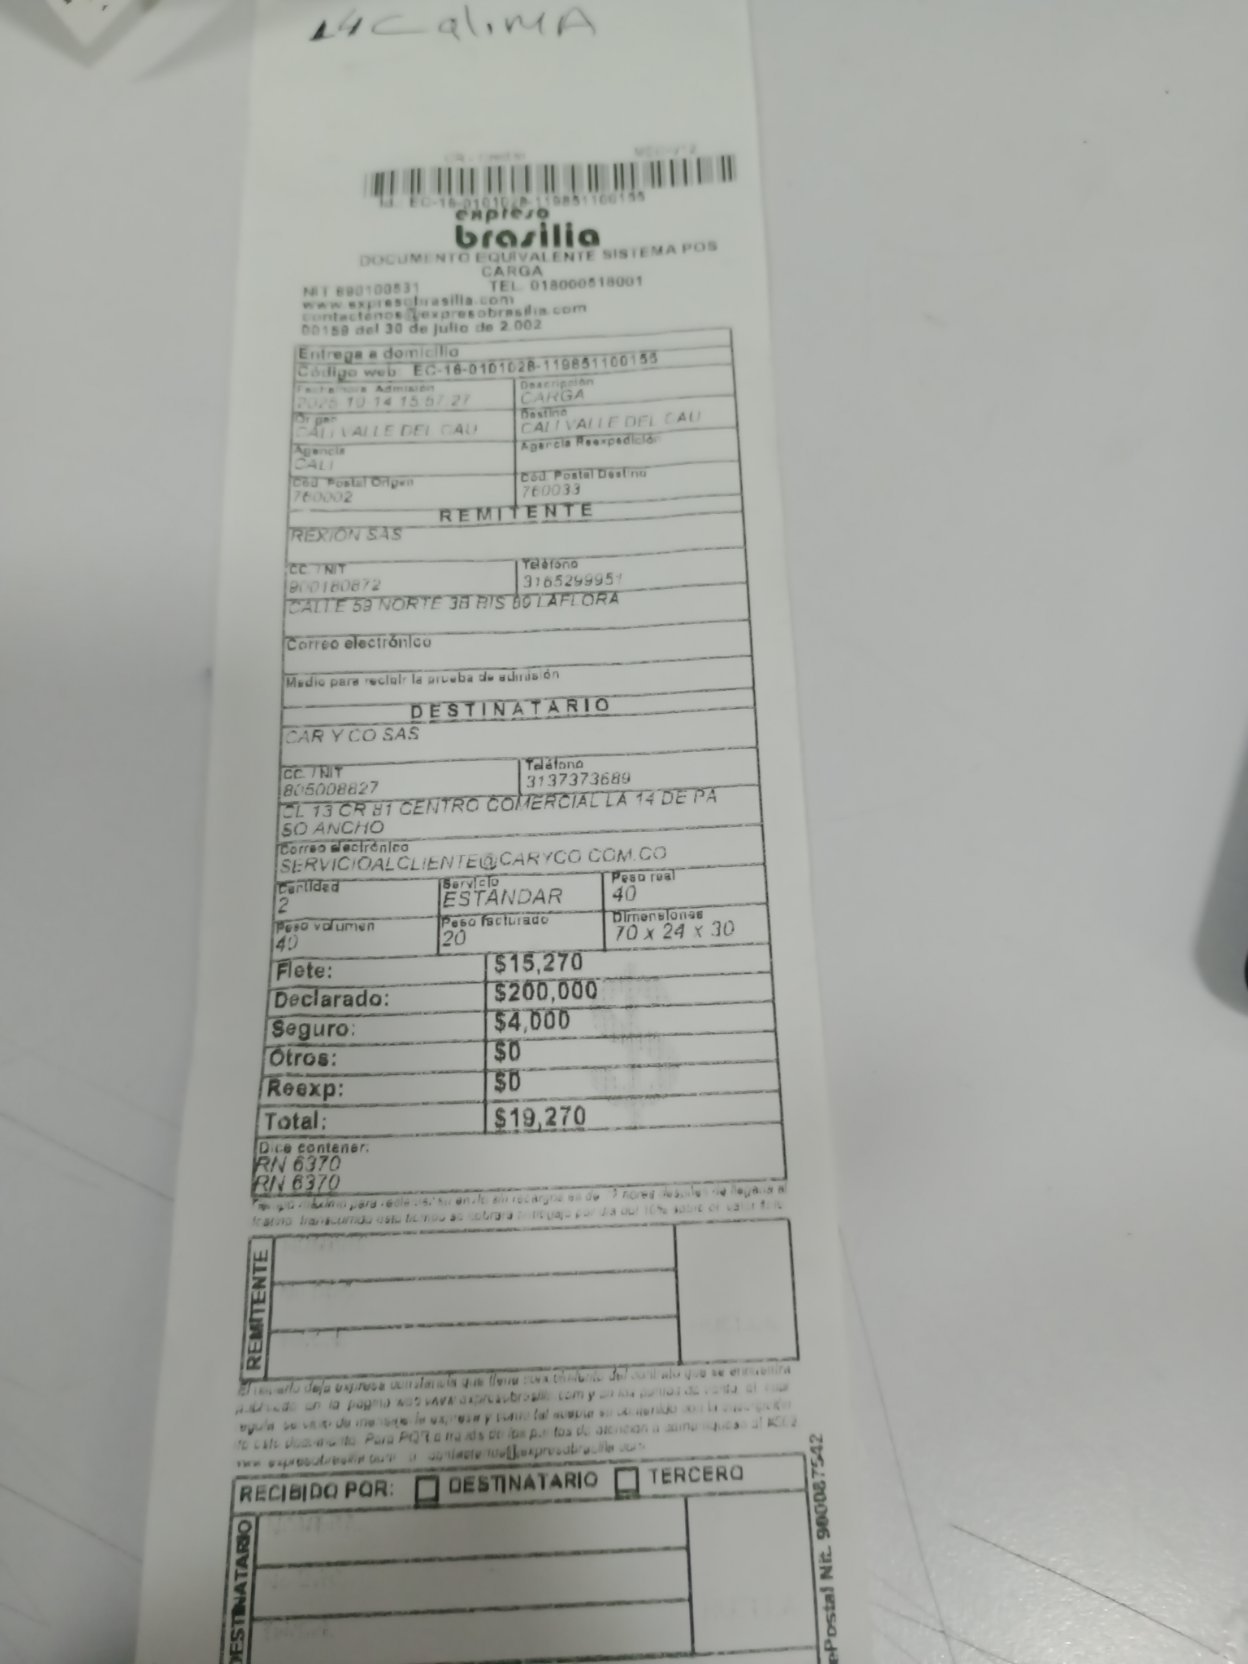 14 CaliMA
EC-16-0101028-119851100155
expreso
brasilia
DOCUMENTO EQUIVALENTE SISTEMA POS
CARGA
NIT 890100531 TEL. 018000518001
www.expresobrasilia.com
contactenos@expresobrasilia.com
00159 del 30 de julio de 2.002
Entrega a domicilio
Código web: EC-16-0101028-119851100155
Fecha hora Admisión Descripción
2025-10-14 15:57:27 CARGA
Origen Destino
CALI VALLE DEL CAU CALI VALLE DEL CAU
Agencia Agencia Reexpedición
CALI
Cód. Postal Origen Cód. Postal Destino
760002 760033
REMITENTE
REXION SAS
CC. / NIT Teléfono
900180872 3165299951
CALLE 59 NORTE 3B BIS 60 LAFLORA
Correo electrónico
Medio para recibir la prueba de admisión
DESTINATARIO
CAR Y CO SAS
CC. / NIT Teléfono
805008827 3137373689
CL 13 CR 81 CENTRO COMERCIAL LA 14 DE PA
SO ANCHO
Correo electrónico
SERVICIOALCLIENTE@CARYCO.COM.CO
Cantidad Servicio Peso real
2 ESTANDAR 40
Peso volumen Peso facturado Dimensiones
40 20 70 x 24 x 30
Flete: $15,270
Declarado: $200,000
Seguro: $4,000
Otros: $0
Reexp: $0
Total: $19,270
Dice contener:
RN 6370
RN 6370
REMITENTE
RECIBIDO POR: DESTINATARIO TERCERO
DESTINATARIO
ePostal Nit. 900087542